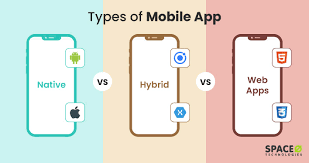 Types of Mobile App
Native
vs
Hybrid
vs
Web
Apps
SPACE
TECHNOLOGIES